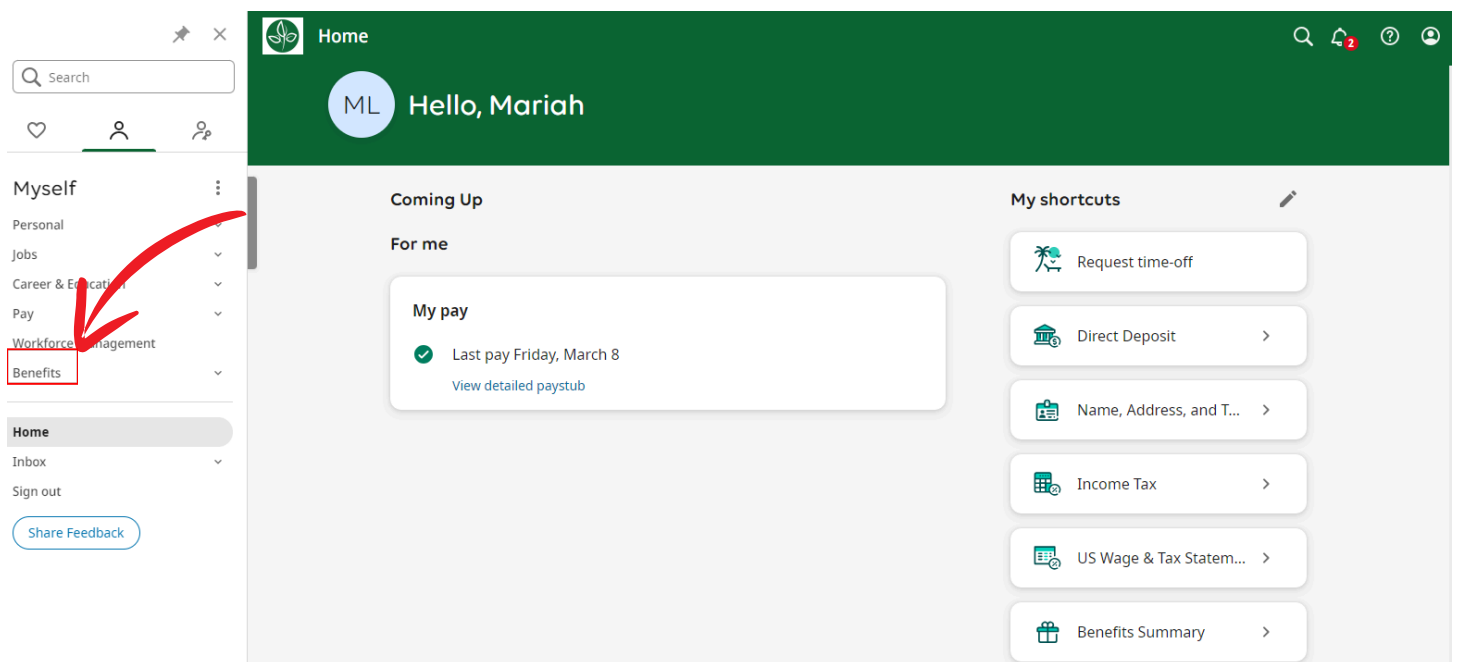 Home
2
Search
ML
Hello, Mariah
Myself
Personal
Jobs
Career & Education
Pay
Workforce Management
Benefits
Home
Inbox
Sign out
Share Feedback
Coming Up
For me
My pay
Last pay Friday, March 8
View detailed paystub
My shortcuts
Request time-off
Direct Deposit
Name, Address, and T...
Income Tax
US Wage & Tax Statem...
Benefits Summary